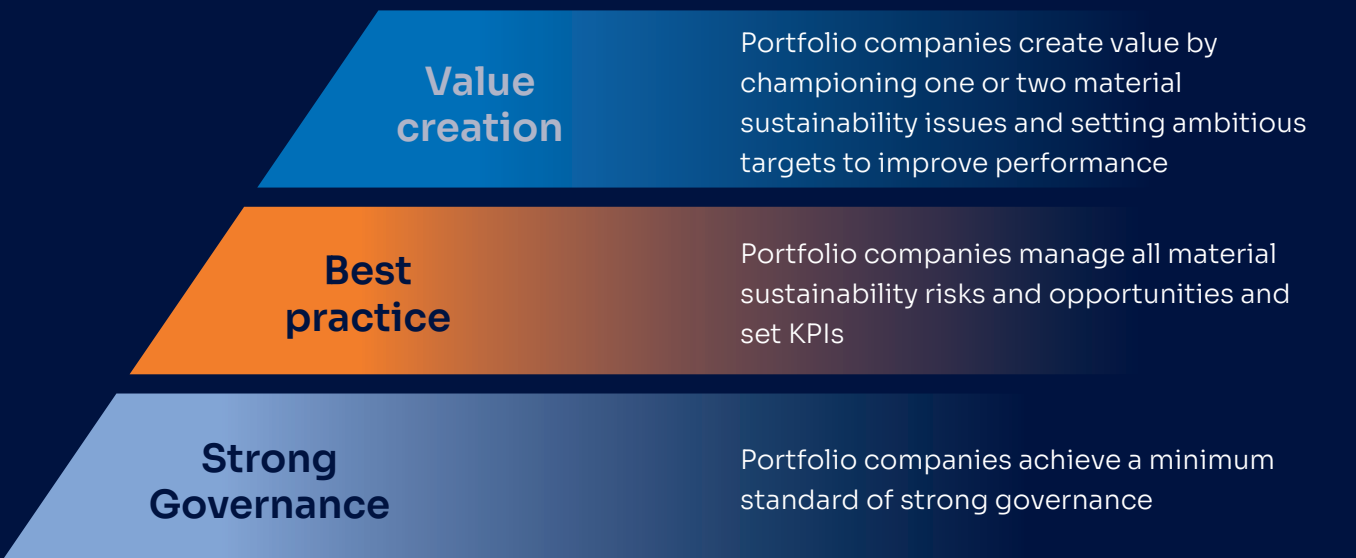 Value
creation
Portfolio companies create value by
championing one or two material
sustainability issues and setting ambitious
targets to improve performance
Best
practice
Portfolio companies manage all material
sustainability risks and opportunities and
set KPIs
Strong
Governance
Portfolio companies achieve a minimum
standard of strong governance